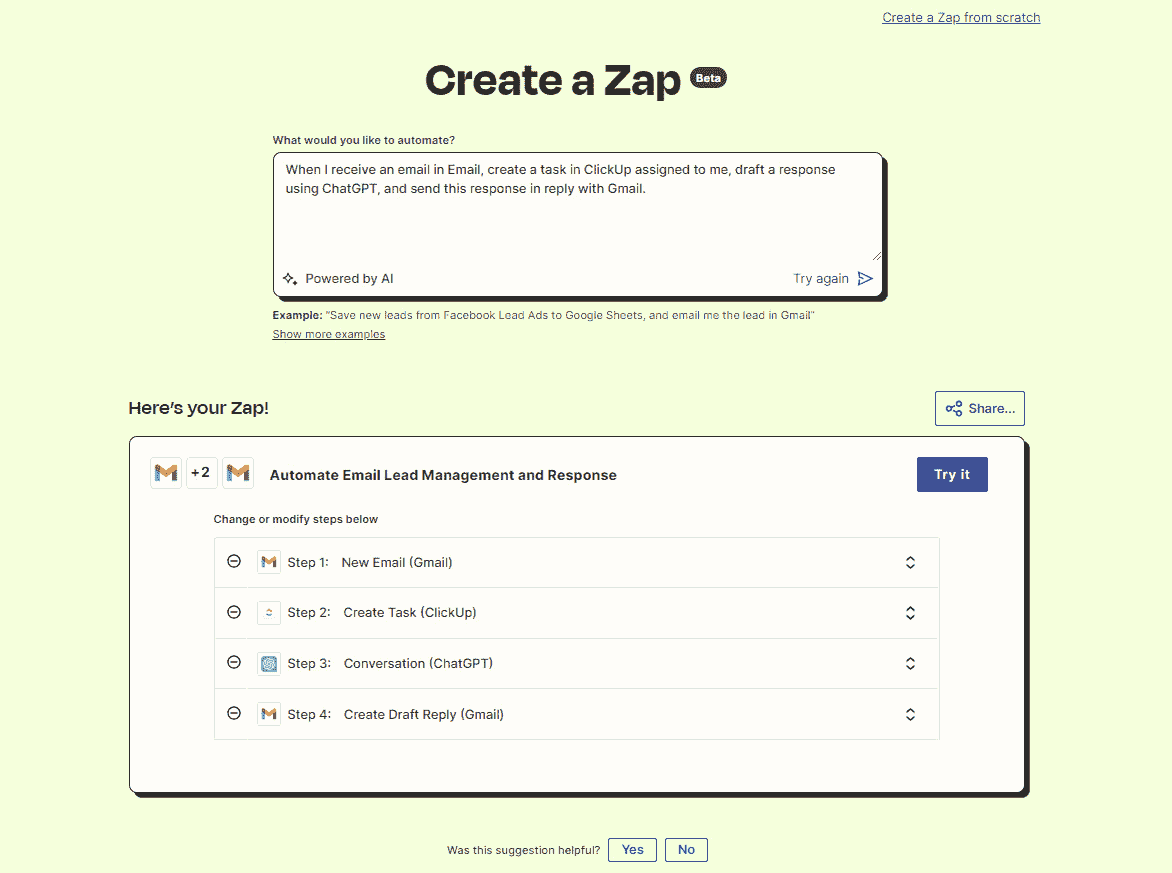 Create a Zap from scratch
Create a Zap Beta
What would you like to automate?
When I receive an email in Email, create a task in ClickUp assigned to me, draft a response
using ChatGPT, and send this response in reply with Gmail.
Powered by AI Try again
Example: "Save new leads from Facebook Lead Ads to Google Sheets, and email me the lead in Gmail"
Show more examples
Here's your Zap! Share...
+2 Automate Email Lead Management and Response Try it
Change or modify steps below
Step 1: New Email (Gmail)
Step 2: Create Task (ClickUp)
Step 3: Conversation (ChatGPT)
Step 4: Create Draft Reply (Gmail)
Was this suggestion helpful? Yes No